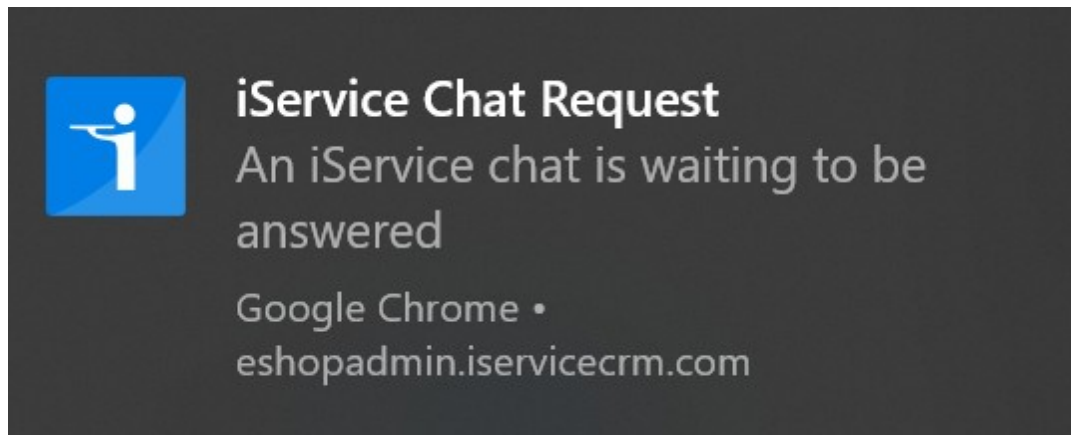 iService Chat Request
An iService chat is waiting to be
answered
Google Chrome •
eshopadmin.iservicecrm.com